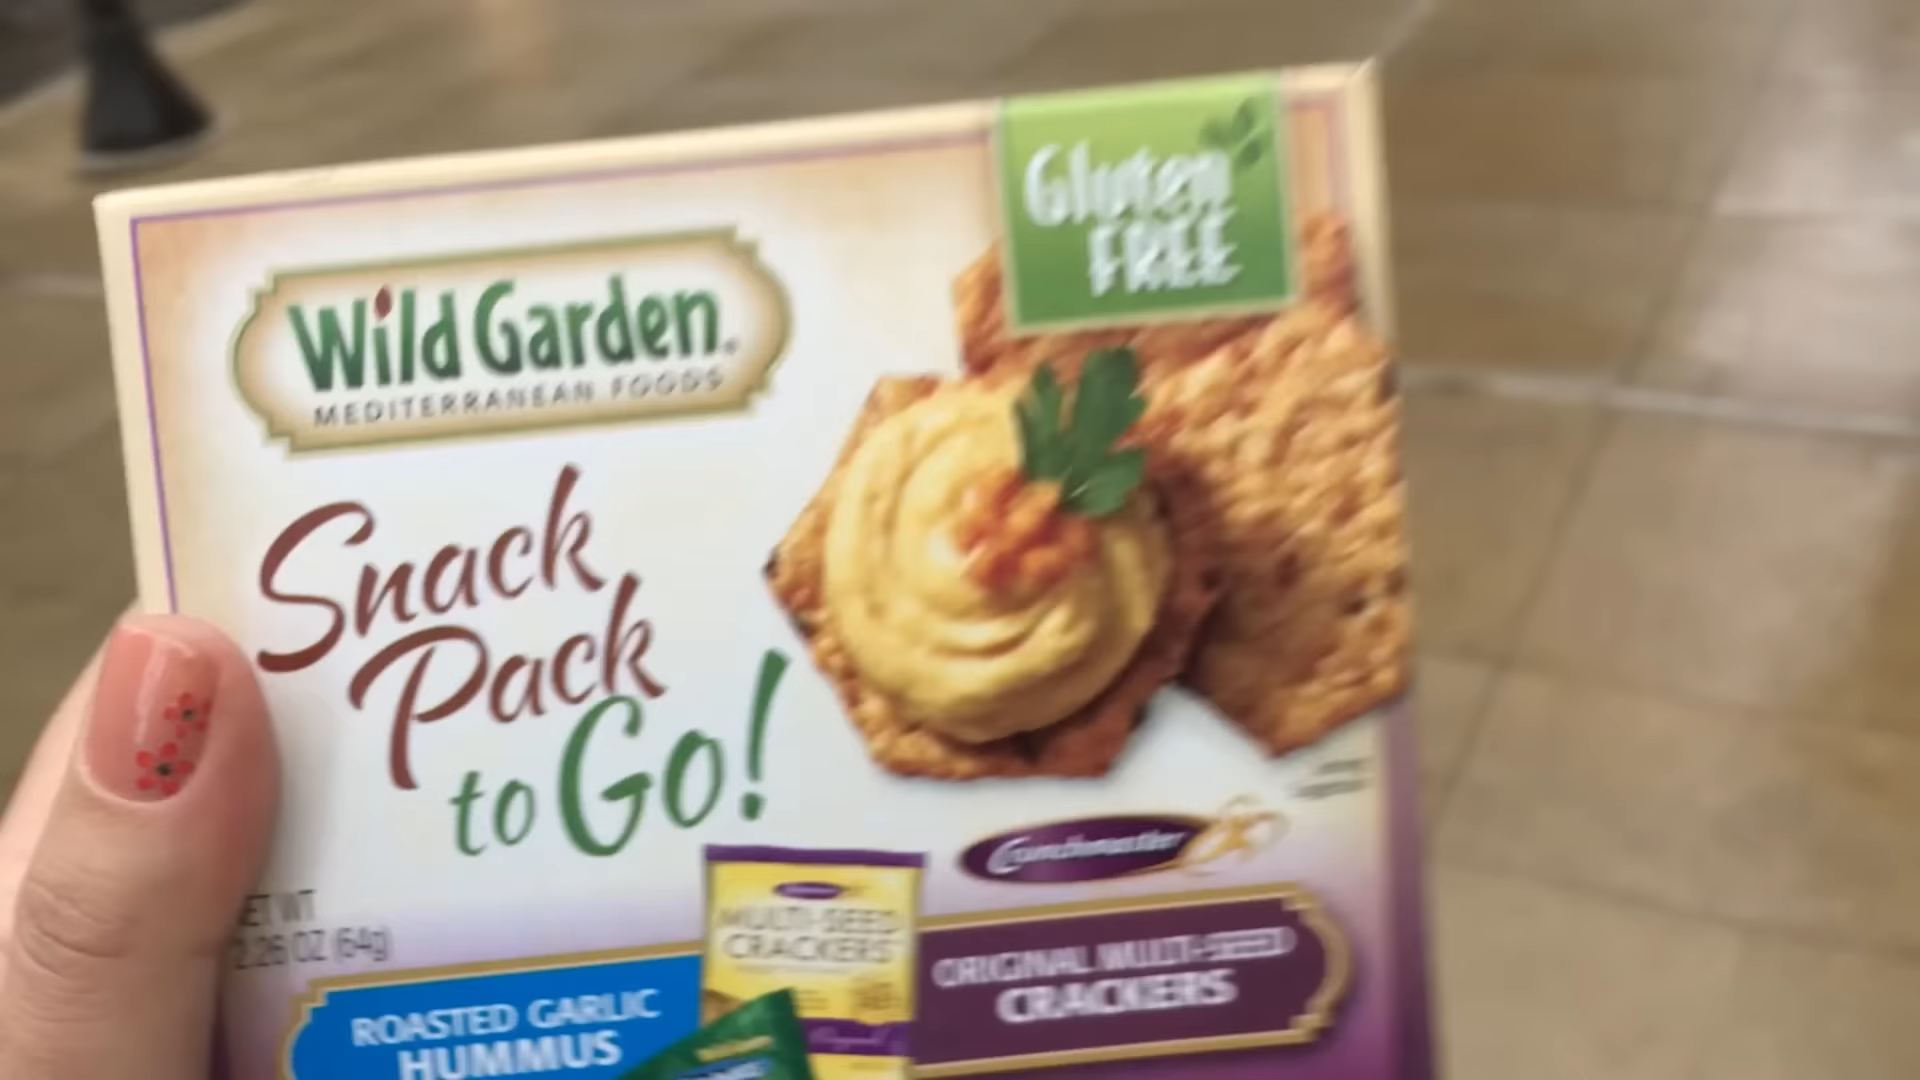 Gluten
FREE
Wild Garden
MEDITERRANEAN FOODS
Snack
Pack
to Go!
Crunchmaster
ET WT
2.26 OZ (64g)
MULTI-SEED
CRACKERS
ORIGINAL MULTI-SEED
CRACKERS
ROASTED GARLIC
HUMMUS